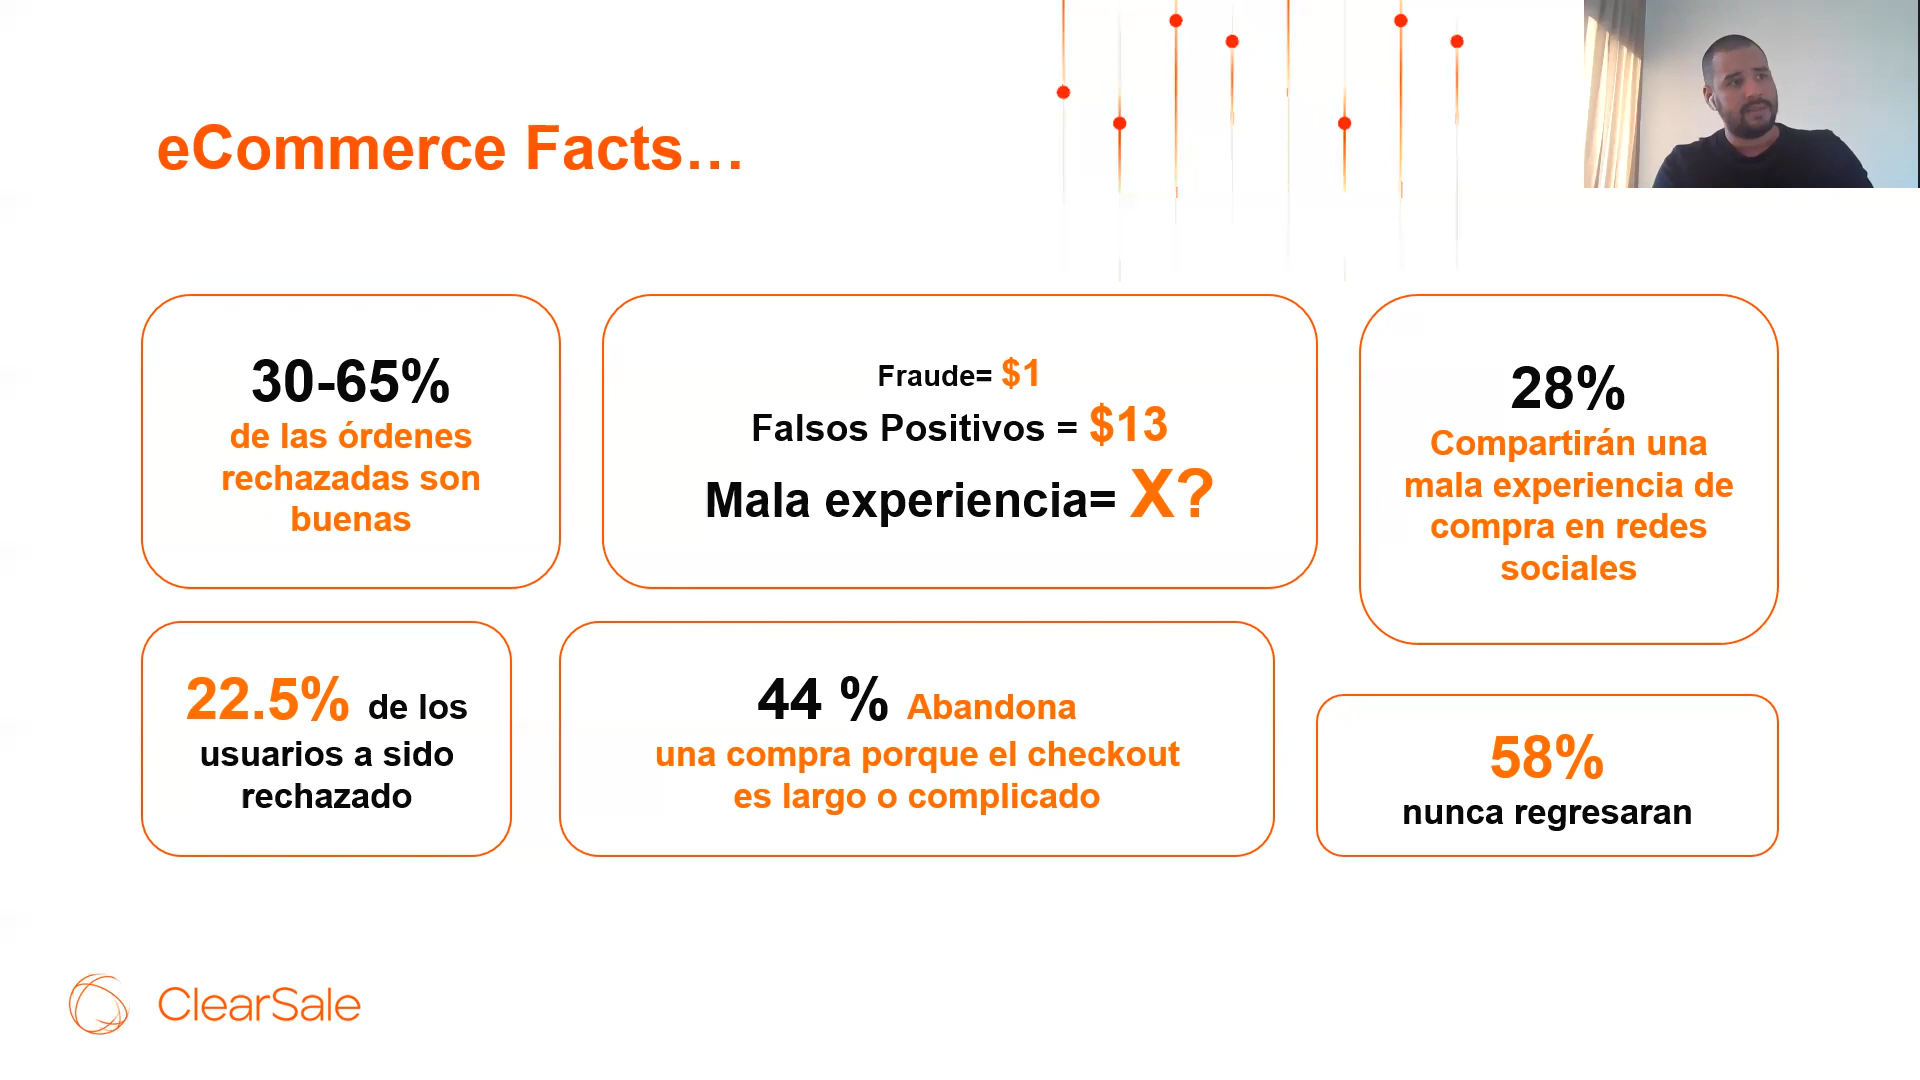 eCommerce Facts…
30-65%
de las órdenes
rechazadas son
buenas
Fraude= $1
Falsos Positivos = $13
Mala experiencia= X?
28%
Compartirán una
mala experiencia de
compra en redes
sociales
22.5% de los
usuarios a sido
rechazado
44 % Abandona
una compra porque el checkout
es largo o complicado
58%
nunca regresaran
ClearSale